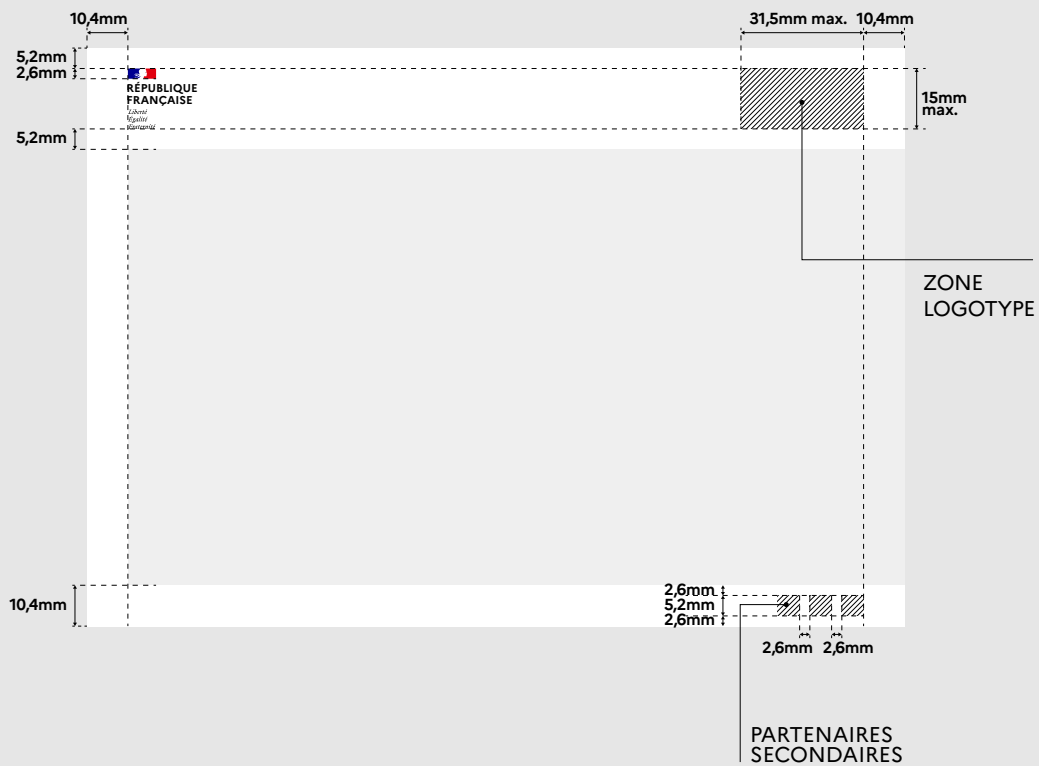 10,4mm
31,5mm max.
10,4mm
5,2mm
2,6mm
RÉPUBLIQUE
FRANÇAISE
Liberté
Égalité
Fraternité
15mm
max.
5,2mm
ZONE
LOGOTYPE
10,4mm
2,6mm
5,2mm
2,6mm
2,6mm
2,6mm
PARTENAIRES
SECONDAIRES